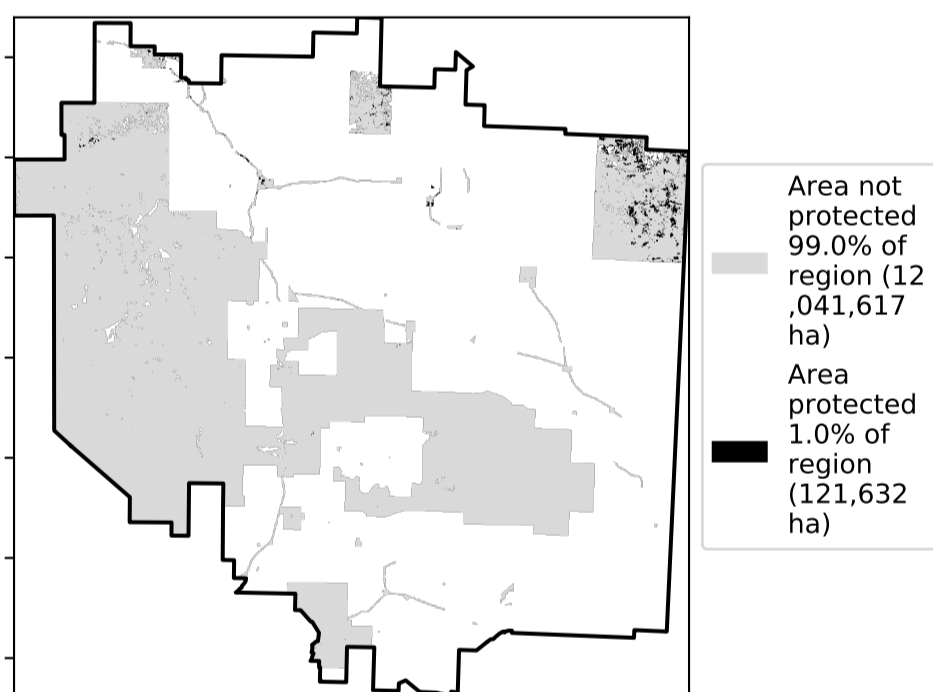 Area not
protected
99.0% of
region (12
,041,617
ha)
Area
protected
1.0% of
region
(121,632
ha)